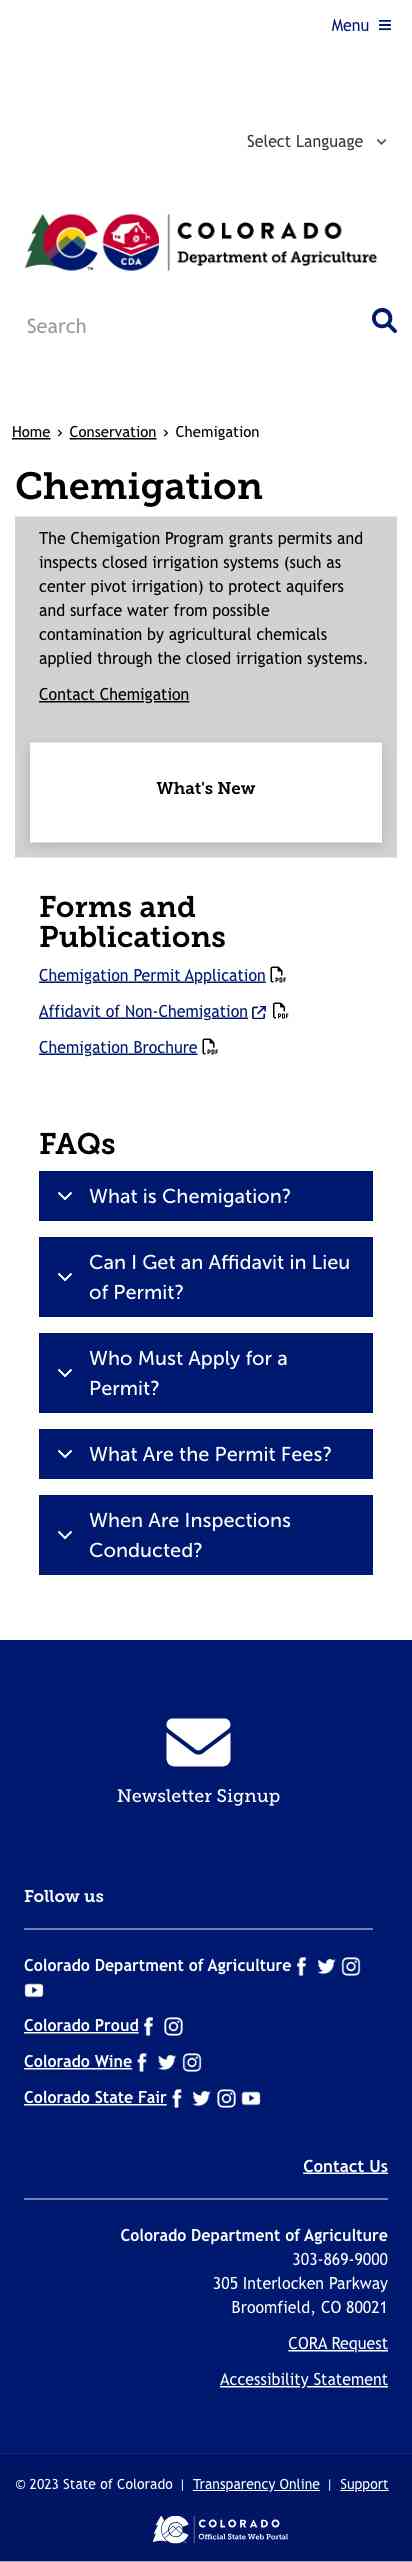 Menu
Select Language
CDA
COLORADO
Department of Agriculture
TM
Search
Home › Conservation › Chemigation
Chemigation
The Chemigation Program grants permits and
inspects closed irrigation systems (such as
center pivot irrigation) to protect aquifers
and surface water from possible
contamination by agricultural chemicals
applied through the closed irrigation systems.
Contact Chemigation
What's New
Forms and
Publications
Chemigation Permit Application PDF
Affidavit of Non-Chemigation PDF
Chemigation Brochure PDF
FAQs
What is Chemigation?
Can I Get an Affidavit in Lieu
of Permit?
Who Must Apply for a
Permit?
What Are the Permit Fees?
When Are Inspections
Conducted?
Newsletter Signup
Follow us
Colorado Department of Agriculture
Colorado Proud
Colorado Wine
Colorado State Fair
Contact Us
Colorado Department of Agriculture
303-869-9000
305 Interlocken Parkway
Broomfield, CO 80021
CORA Request
Accessibility Statement
© 2023 State of Colorado | Transparency Online | Support
COLORADO
Official State Web Portal